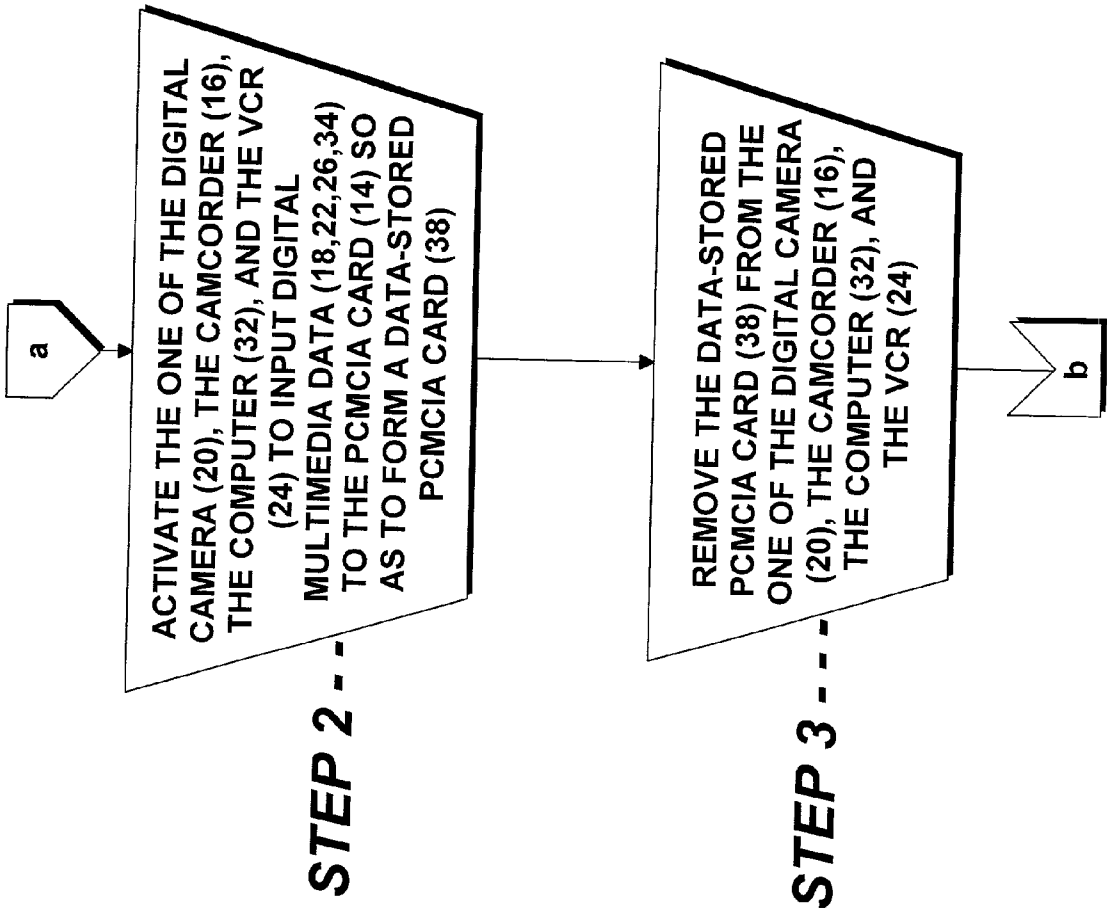 a
ACTIVATE THE ONE OF THE DIGITAL
CAMERA (20), THE CAMCORDER (16),
THE COMPUTER (32), AND THE VCR
(24) TO INPUT DIGITAL
MULTIMEDIA DATA (18,22,26,34)
TO THE PCMCIA CARD (14) SO
AS TO FORM A DATA-STORED
PCMCIA CARD (38)
STEP 2 - -
REMOVE THE DATA-STORED
PCMCIA CARD (38) FROM THE
ONE OF THE DIGITAL CAMERA
(20), THE CAMCORDER (16),
THE COMPUTER (32), AND
THE VCR (24)
STEP 3 - - - -
b